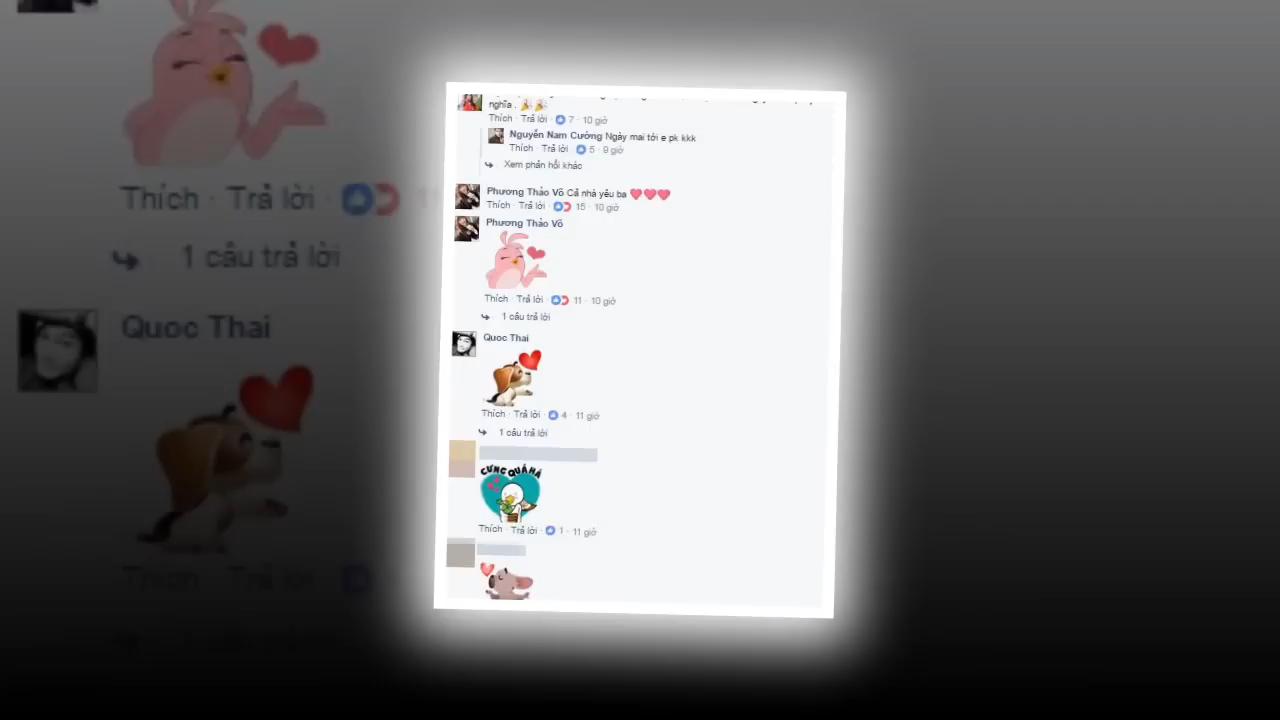 nghĩa .
Thích · Trả lời · 7 · 10 giờ
Nguyễn Nam Cường Ngày mai tới e pk kkk
Thích · Trả lời · 5 · 9 giờ
Xem phản hồi khác
Phương Thảo Võ Cả nhà yêu ba
Thích · Trả lời · 15 · 10 giờ
Phương Thảo Võ
Thích · Trả lời · 11 · 10 giờ
1 câu trả lời
Quoc Thai
Thích · Trả lời · 4 · 11 giờ
1 câu trả lời
CƯNG QUÁ HÀ
Thích · Trả lời · 1 · 11 giờ
Thích · Trả lời · 11
1 câu trả lời
Quoc Thai
Thích · Trả lời